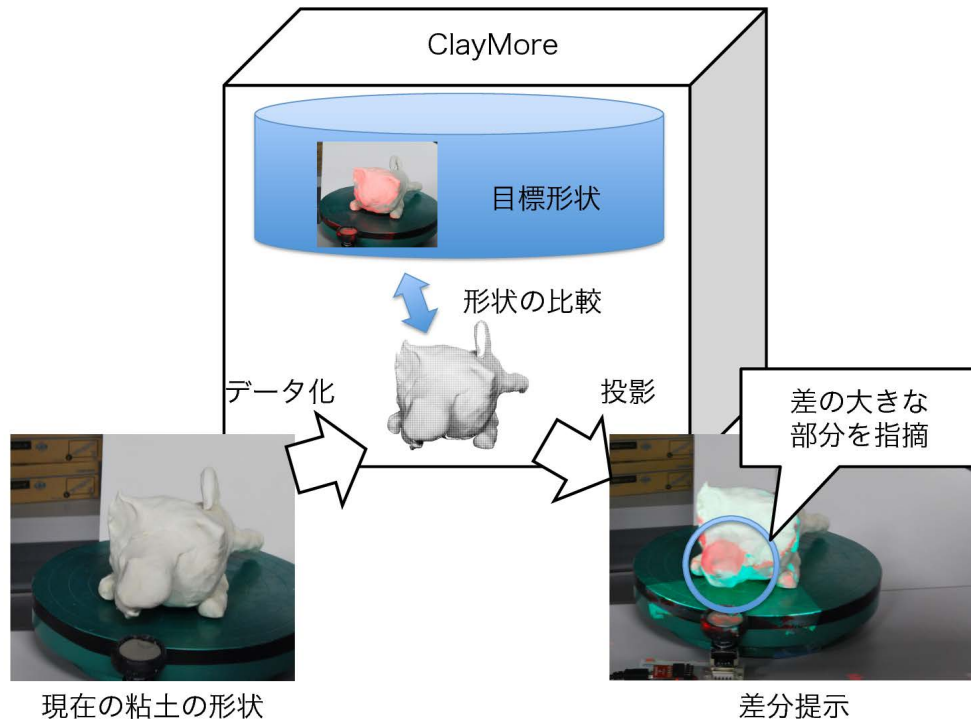 ClayMore
目標形状
形状の比較
データ化
投影
差の大きな
部分を指摘
現在の粘土の形状
差分提示